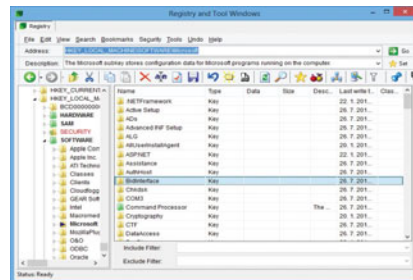 Registry and Tool Windows
Registry
File Edit View Search Bookmarks Security Tools Undo Help
Address: HKEY_LOCAL_MACHINE\SOFTWARE\Microsoft
Go
Description: The Microsoft subkey stores configuration data for Microsoft programs running on the computer.
Set
Name Type Data Size Desc... Last write t... Clas...
HKEY_CURRENT
HKEY_LOCAL_MA
HARDWARE
SAM
SECURITY
SOFTWARE
Apple Com
Apple Inc.
ATI Techno
Classes
Clients
Cloudfogg
GEAR Soft
Intel
Macromed
Microsoft
MozillaPlug
O&O
ODBC
Oracle
.NETFramework Key 22. 1. 201...
Active Setup Key 26. 7. 201...
ADs Key 26. 7. 201...
Advanced INF Setup Key 26. 7. 201...
ALG Key 26. 7. 201...
AllUserInstallAgent Key 26. 7. 201...
ASP.NET Key 22. 1. 201...
Assistance Key 26. 7. 201...
AuthHost Key 26. 7. 201...
BidInterface Key 26. 7. 201...
Chkdsk Key 26. 7. 201...
COM3 Key 26. 7. 201...
Command Processor Key The ... 26. 7. 201...
Cryptography Key 26. 7. 201...
CTF Key 26. 7. 201...
DataAccess Key 26. 7. 201...
Include Filter:
Exclude Filter:
Status: Ready